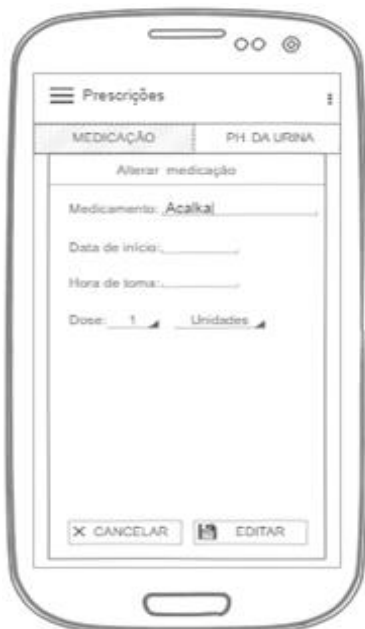 Prescrições
MEDICAÇÃO PH DA URINA
Alterar medicação
Medicamento: Acalka
Data de início:
Hora de toma:
Dose: 1 Unidades
X CANCELAR EDITAR